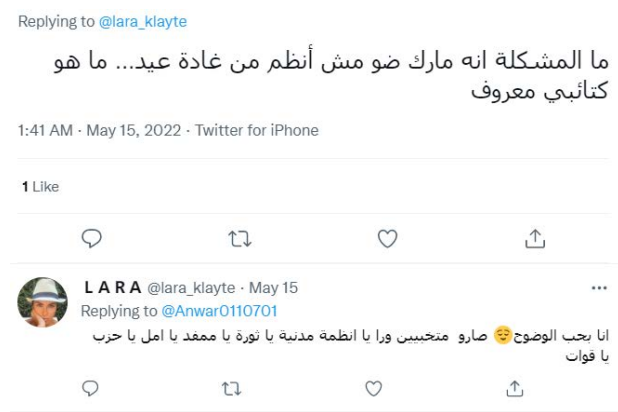 Replying to @lara_klayte
ما المشكلة انه مارك ضو مش أنظم من غادة عيد... ما هو
كتائبي معروف
1:41 AM · May 15, 2022 · Twitter for iPhone
1 Like
L A R A @lara_klayte · May 15
Replying to @Anwar0110701
انا بحب الوضوح😌 صارو متخبيين ورا يا انظمة مدنية يا ثورة يا ممفد يا امل يا حزب
يا قوات